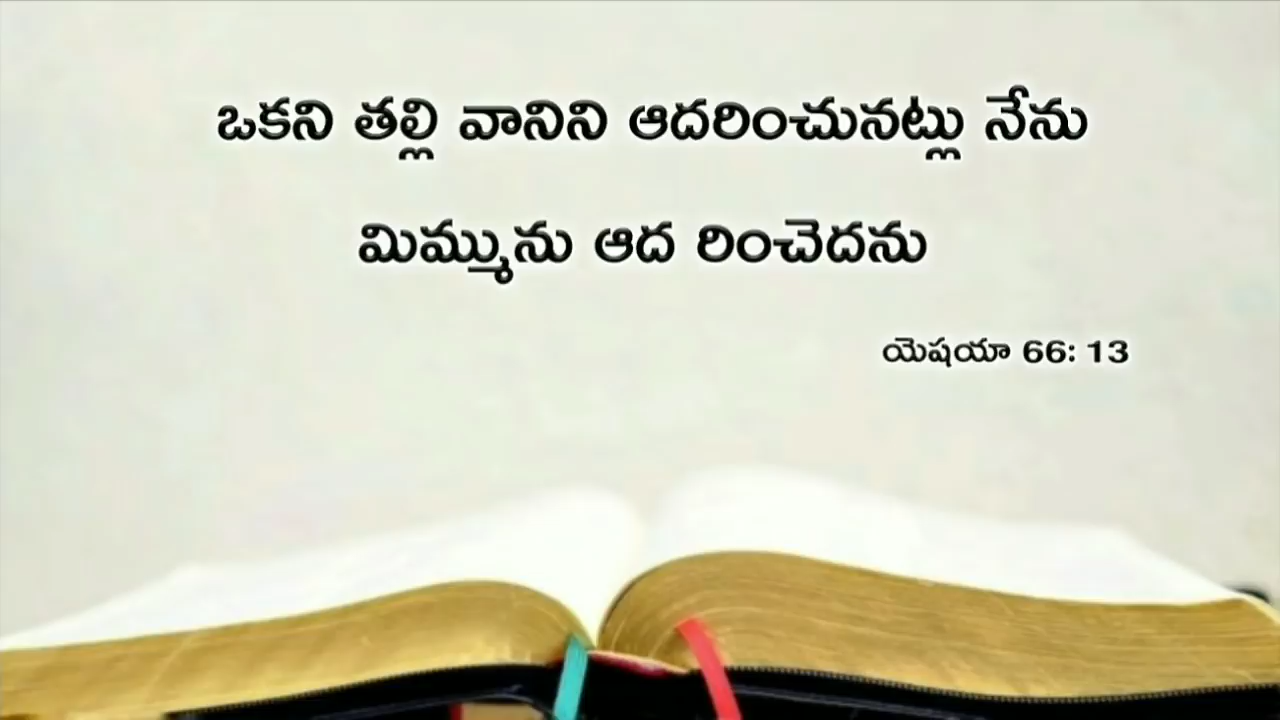 ఒకని తల్లి వానిని ఆదరించునట్లు నేను
మిమ్మును ఆద రించెదను
యెషయా 66: 13